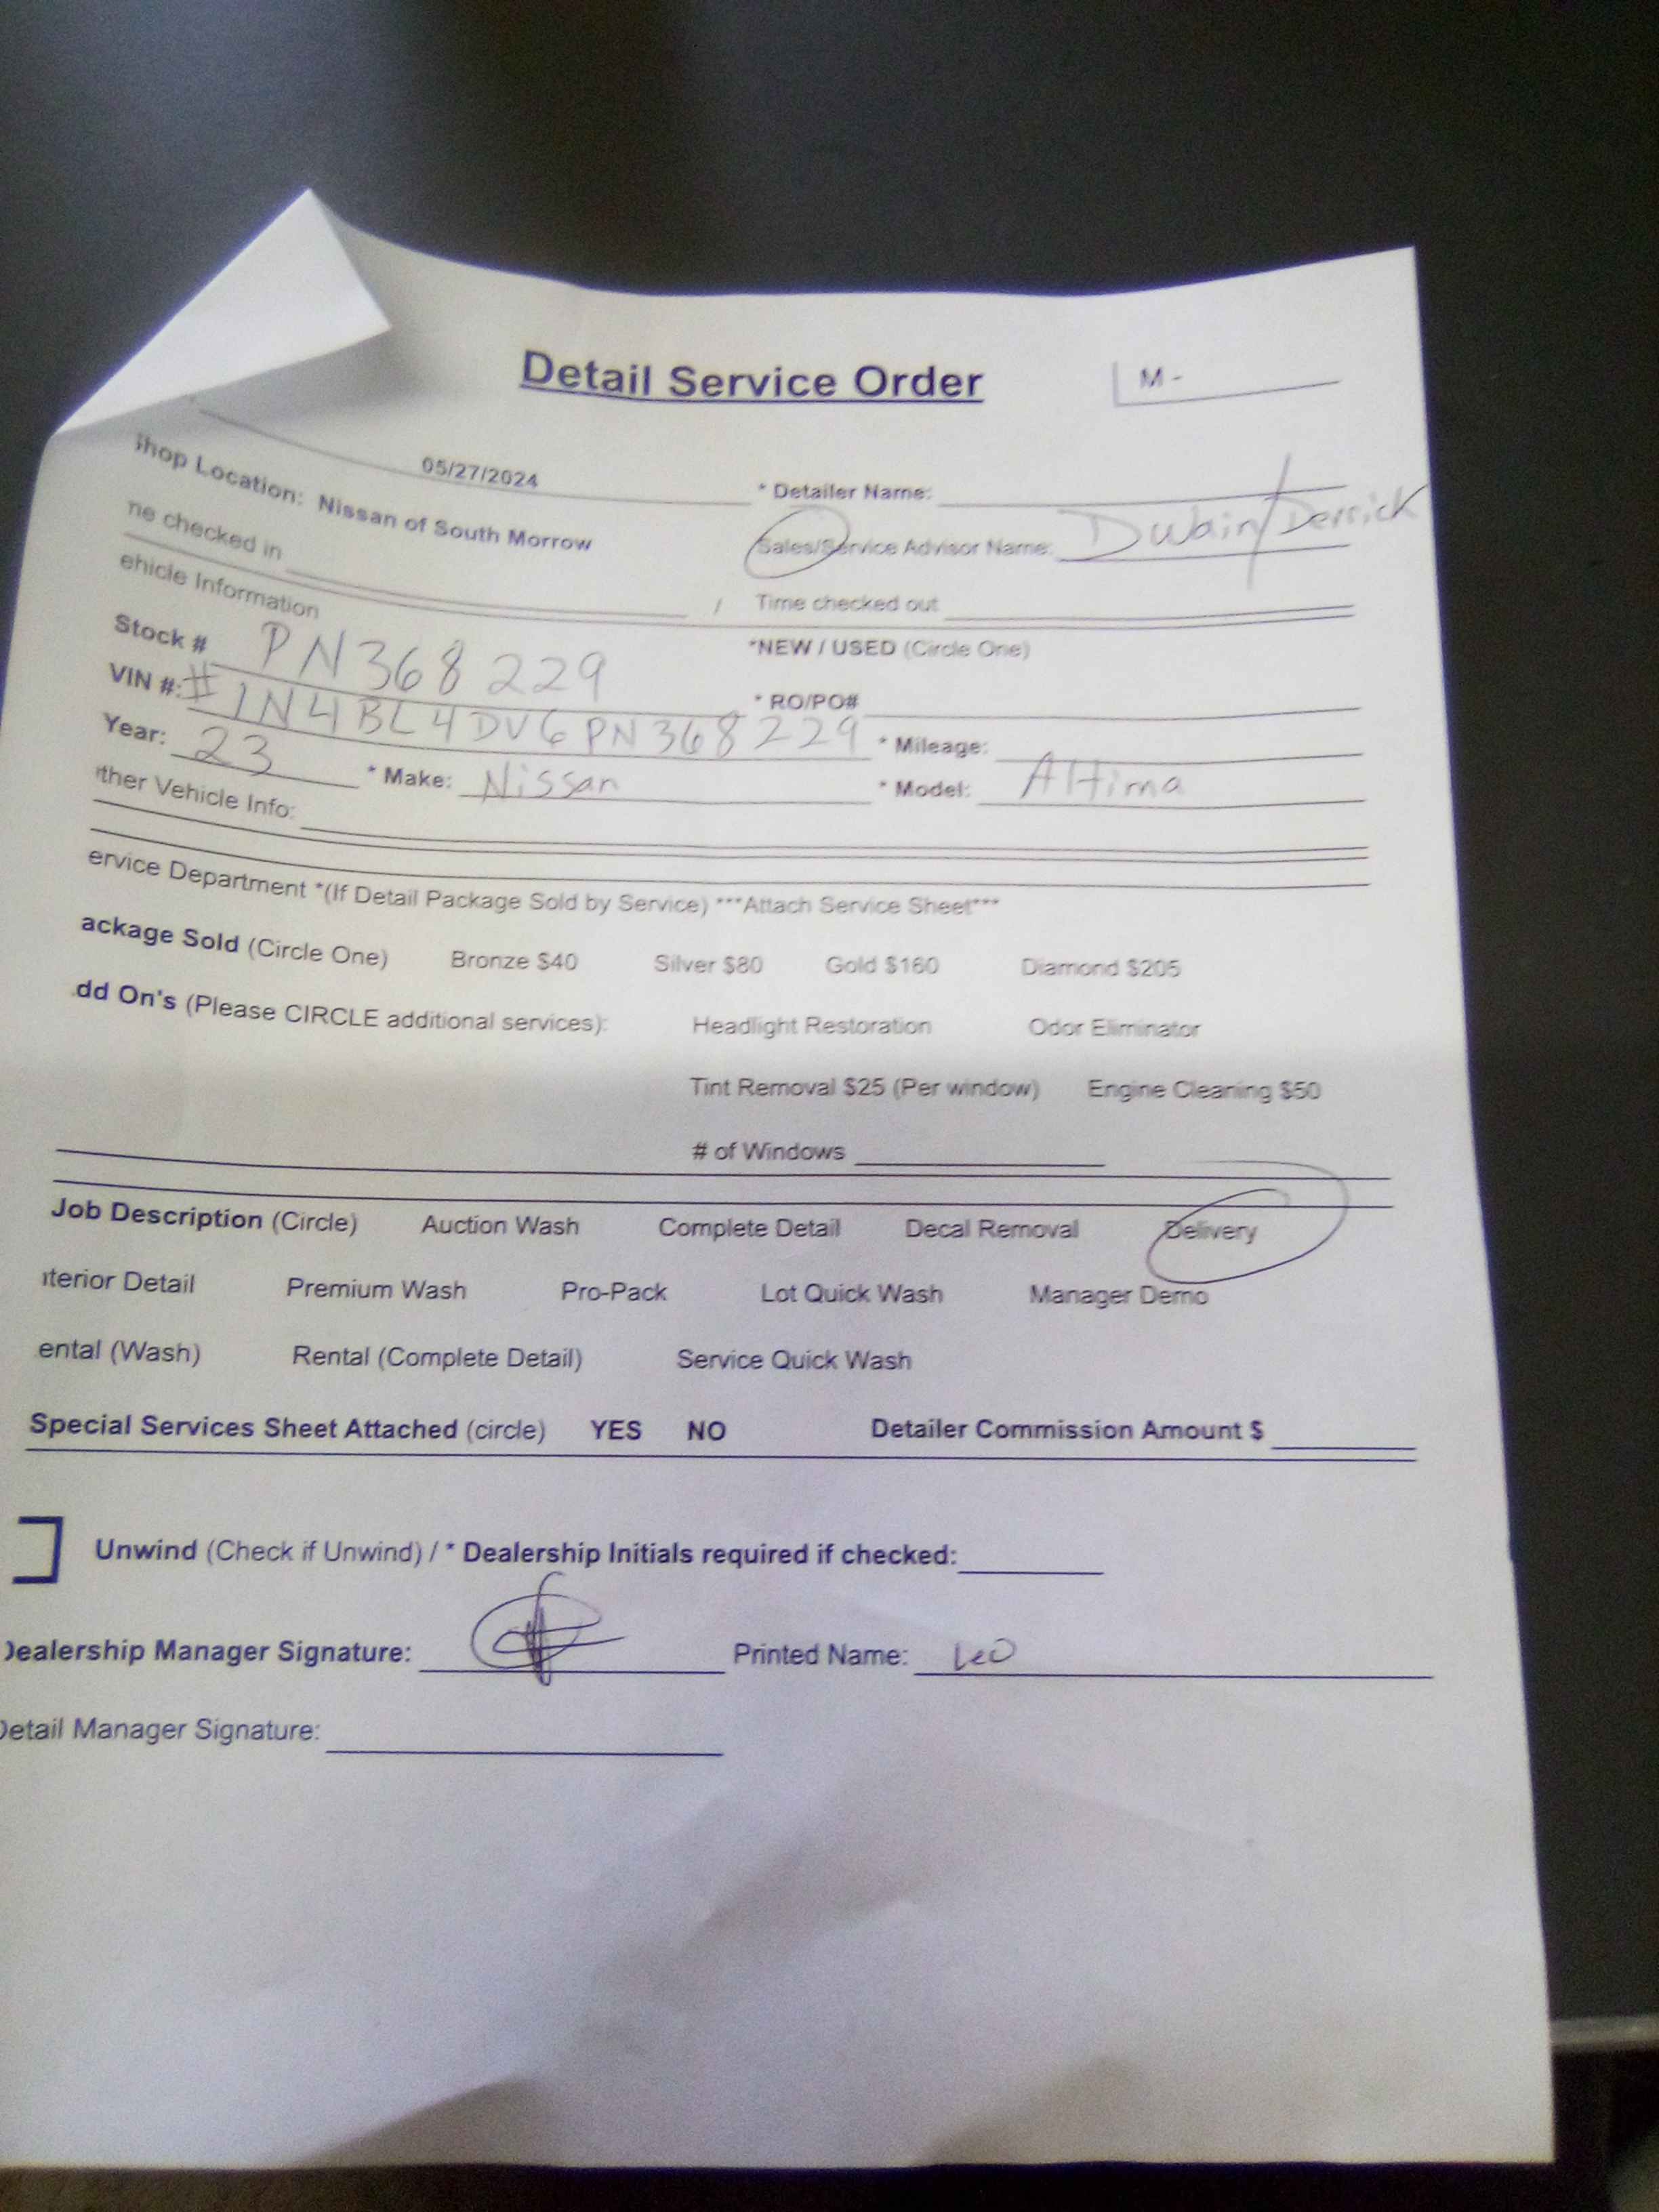 Detail Service Order
M -
05/27/2024
* Detailer Name:
hop Location: Nissan of South Morrow
Sales/Service Advisor Name: Dwain/Derrick
ne checked in / Time checked out
ehicle Information
*NEW / USED (Circle One)
Stock # PN368229
* RO/PO#
VIN #: #1N4BL4DV6PN368229
* Mileage:
Year: 23 * Make: Nissan * Model: Altima
ther Vehicle Info:
ervice Department *(If Detail Package Sold by Service) ***Attach Service Sheet***
ackage Sold (Circle One) Bronze $40 Silver $80 Gold $160 Diamond $205
dd On's (Please CIRCLE additional services): Headlight Restoration Odor Eliminator
Tint Removal $25 (Per window) Engine Cleaning $50
# of Windows
Job Description (Circle) Auction Wash Complete Detail Decal Removal Delivery
terior Detail Premium Wash Pro-Pack Lot Quick Wash Manager Demo
ental (Wash) Rental (Complete Detail) Service Quick Wash
Special Services Sheet Attached (circle) YES NO Detailer Commission Amount $
Unwind (Check if Unwind) / * Dealership Initials required if checked:
Dealership Manager Signature: Printed Name: Leo
Detail Manager Signature: